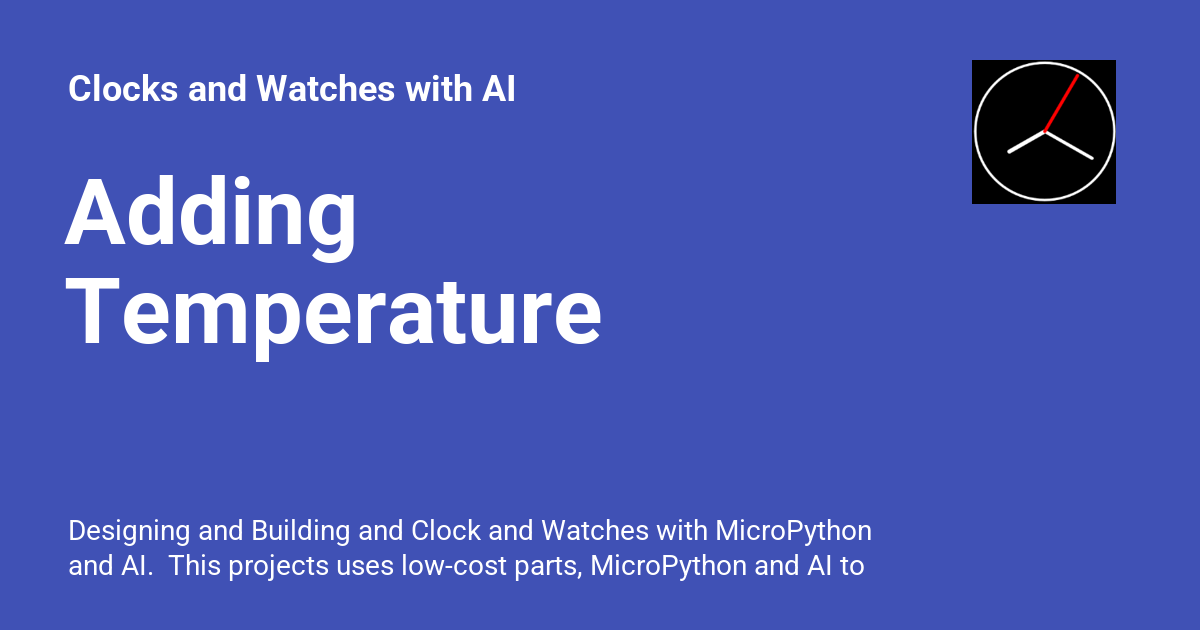 Clocks and Watches with AI
Adding
Temperature
Designing and Building and Clock and Watches with MicroPython
and AI.  This projects uses low-cost parts, MicroPython and AI to